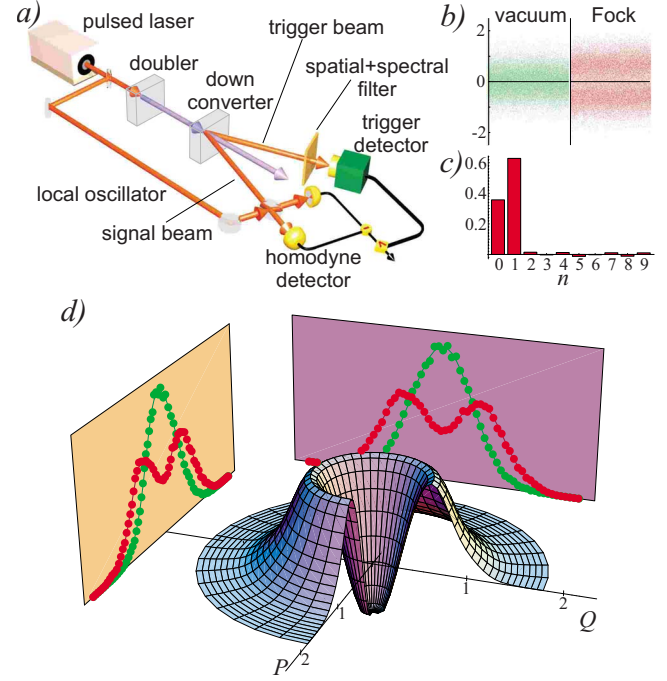 a)
pulsed laser
doubler
down
converter
trigger beam
spatial+spectral
filter
trigger
detector
local oscillator
signal beam
homodyne
detector
b)
vacuum
Fock
2
0
-2
c)
0.6
0.4
0.2
0 1 2 3 4 5 6 7 8 9
n
d)
1
2
P
1
2
Q